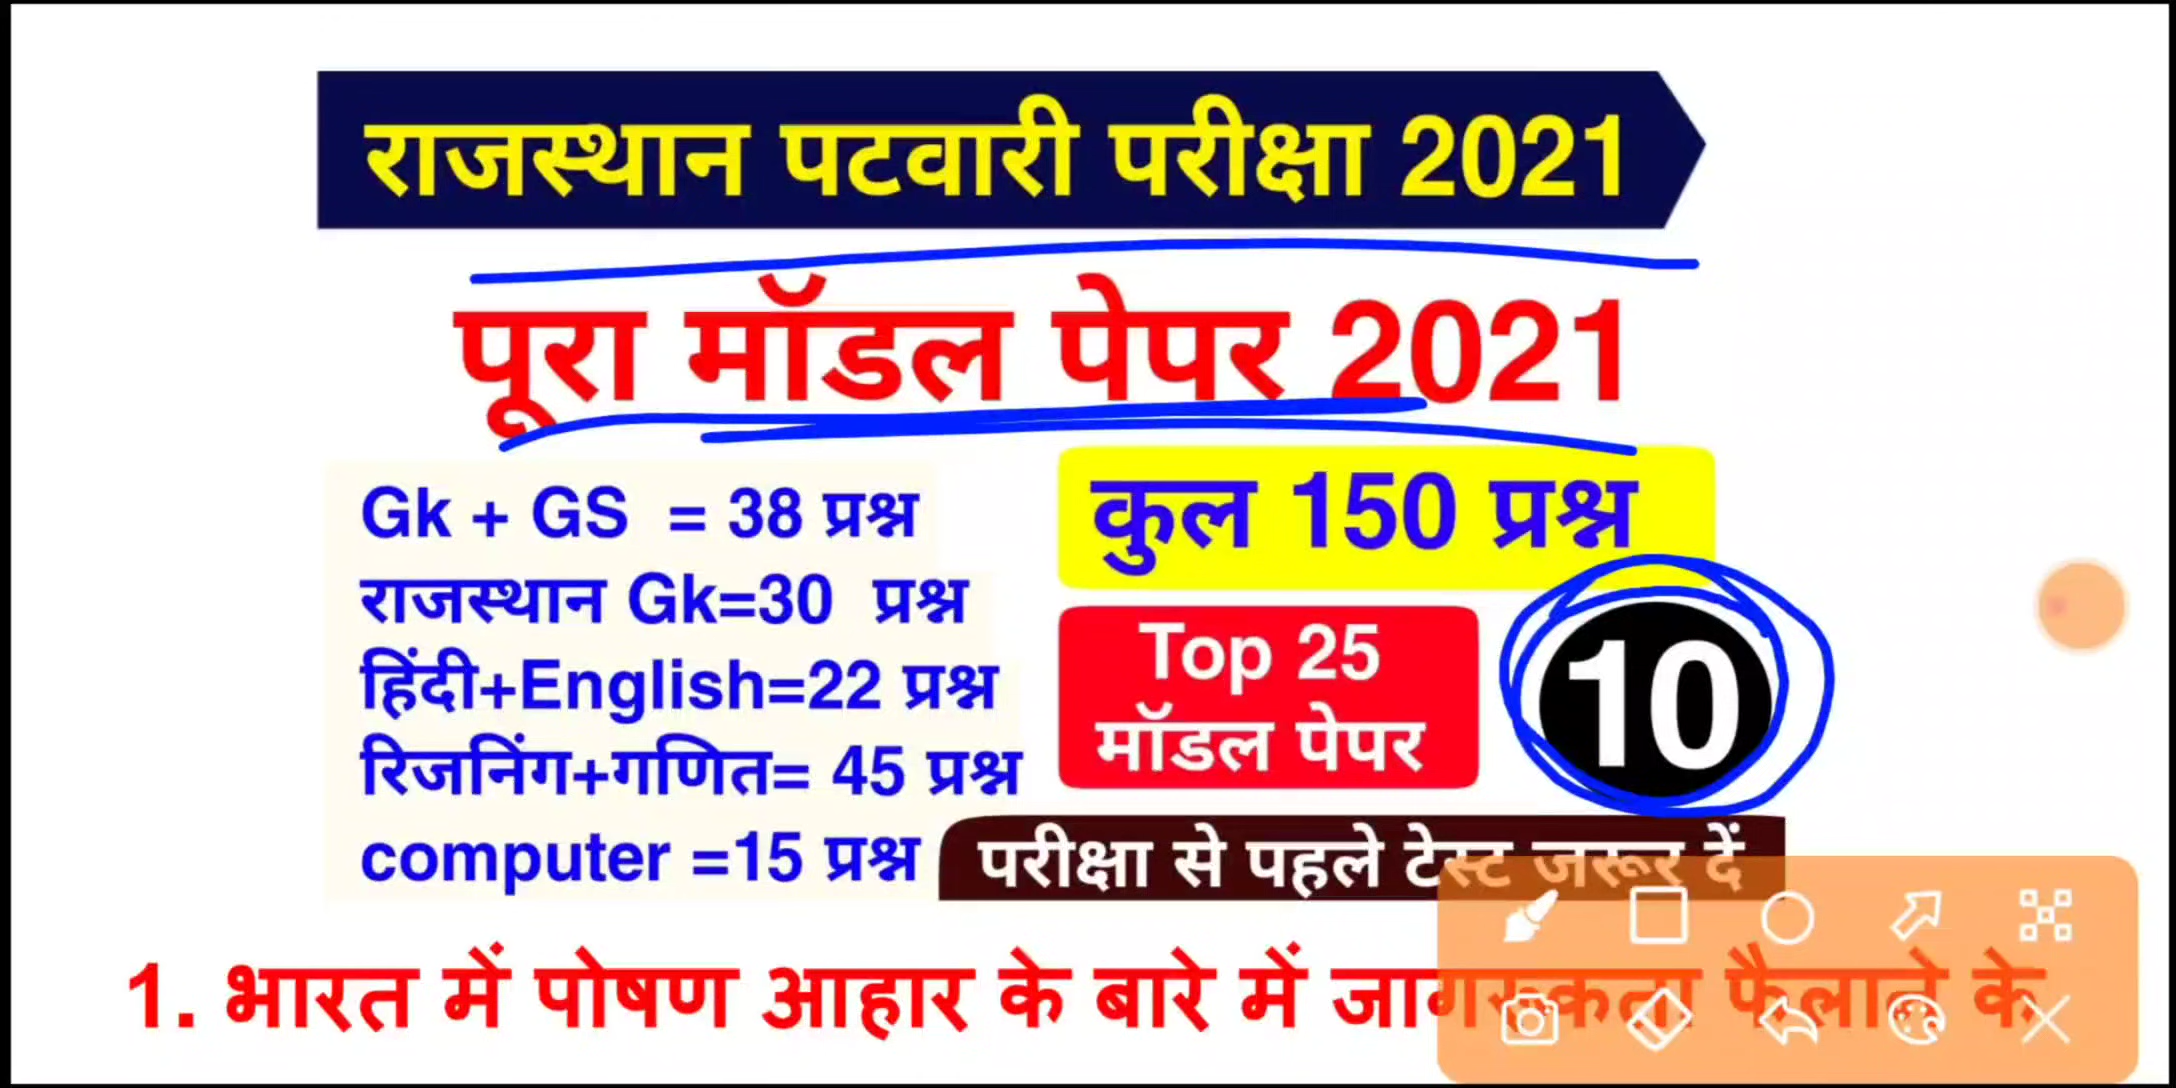 राजस्थान पटवारी परीक्षा 2021
पूरा मॉडल पेपर 2021
Gk + GS = 38 प्रश्न
राजस्थान Gk=30 प्रश्न
हिंदी+English=22 प्रश्न
रिजनिंग+गणित= 45 प्रश्न
computer =15 प्रश्न
कुल 150 प्रश्न
Top 25
मॉडल पेपर
10
परीक्षा से पहले टेस्ट जरूर दें
1. भारत में पोषण आहार के बारे में जागरुकता फैलाने के